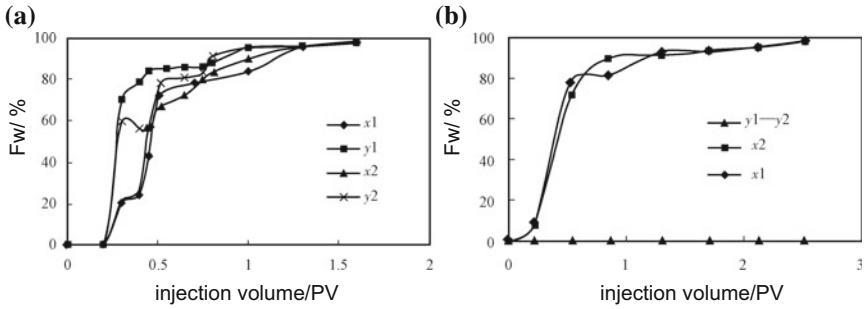 (a)
100
80
60
40
20
0
Fw/ %
0 0.5 1 1.5 2
injection volume/PV
x1
y1
x2
y2
(b)
100
80
60
40
20
0
Fw/ %
0 1 2 3
injection volume/PV
y1—y2
x2
x1